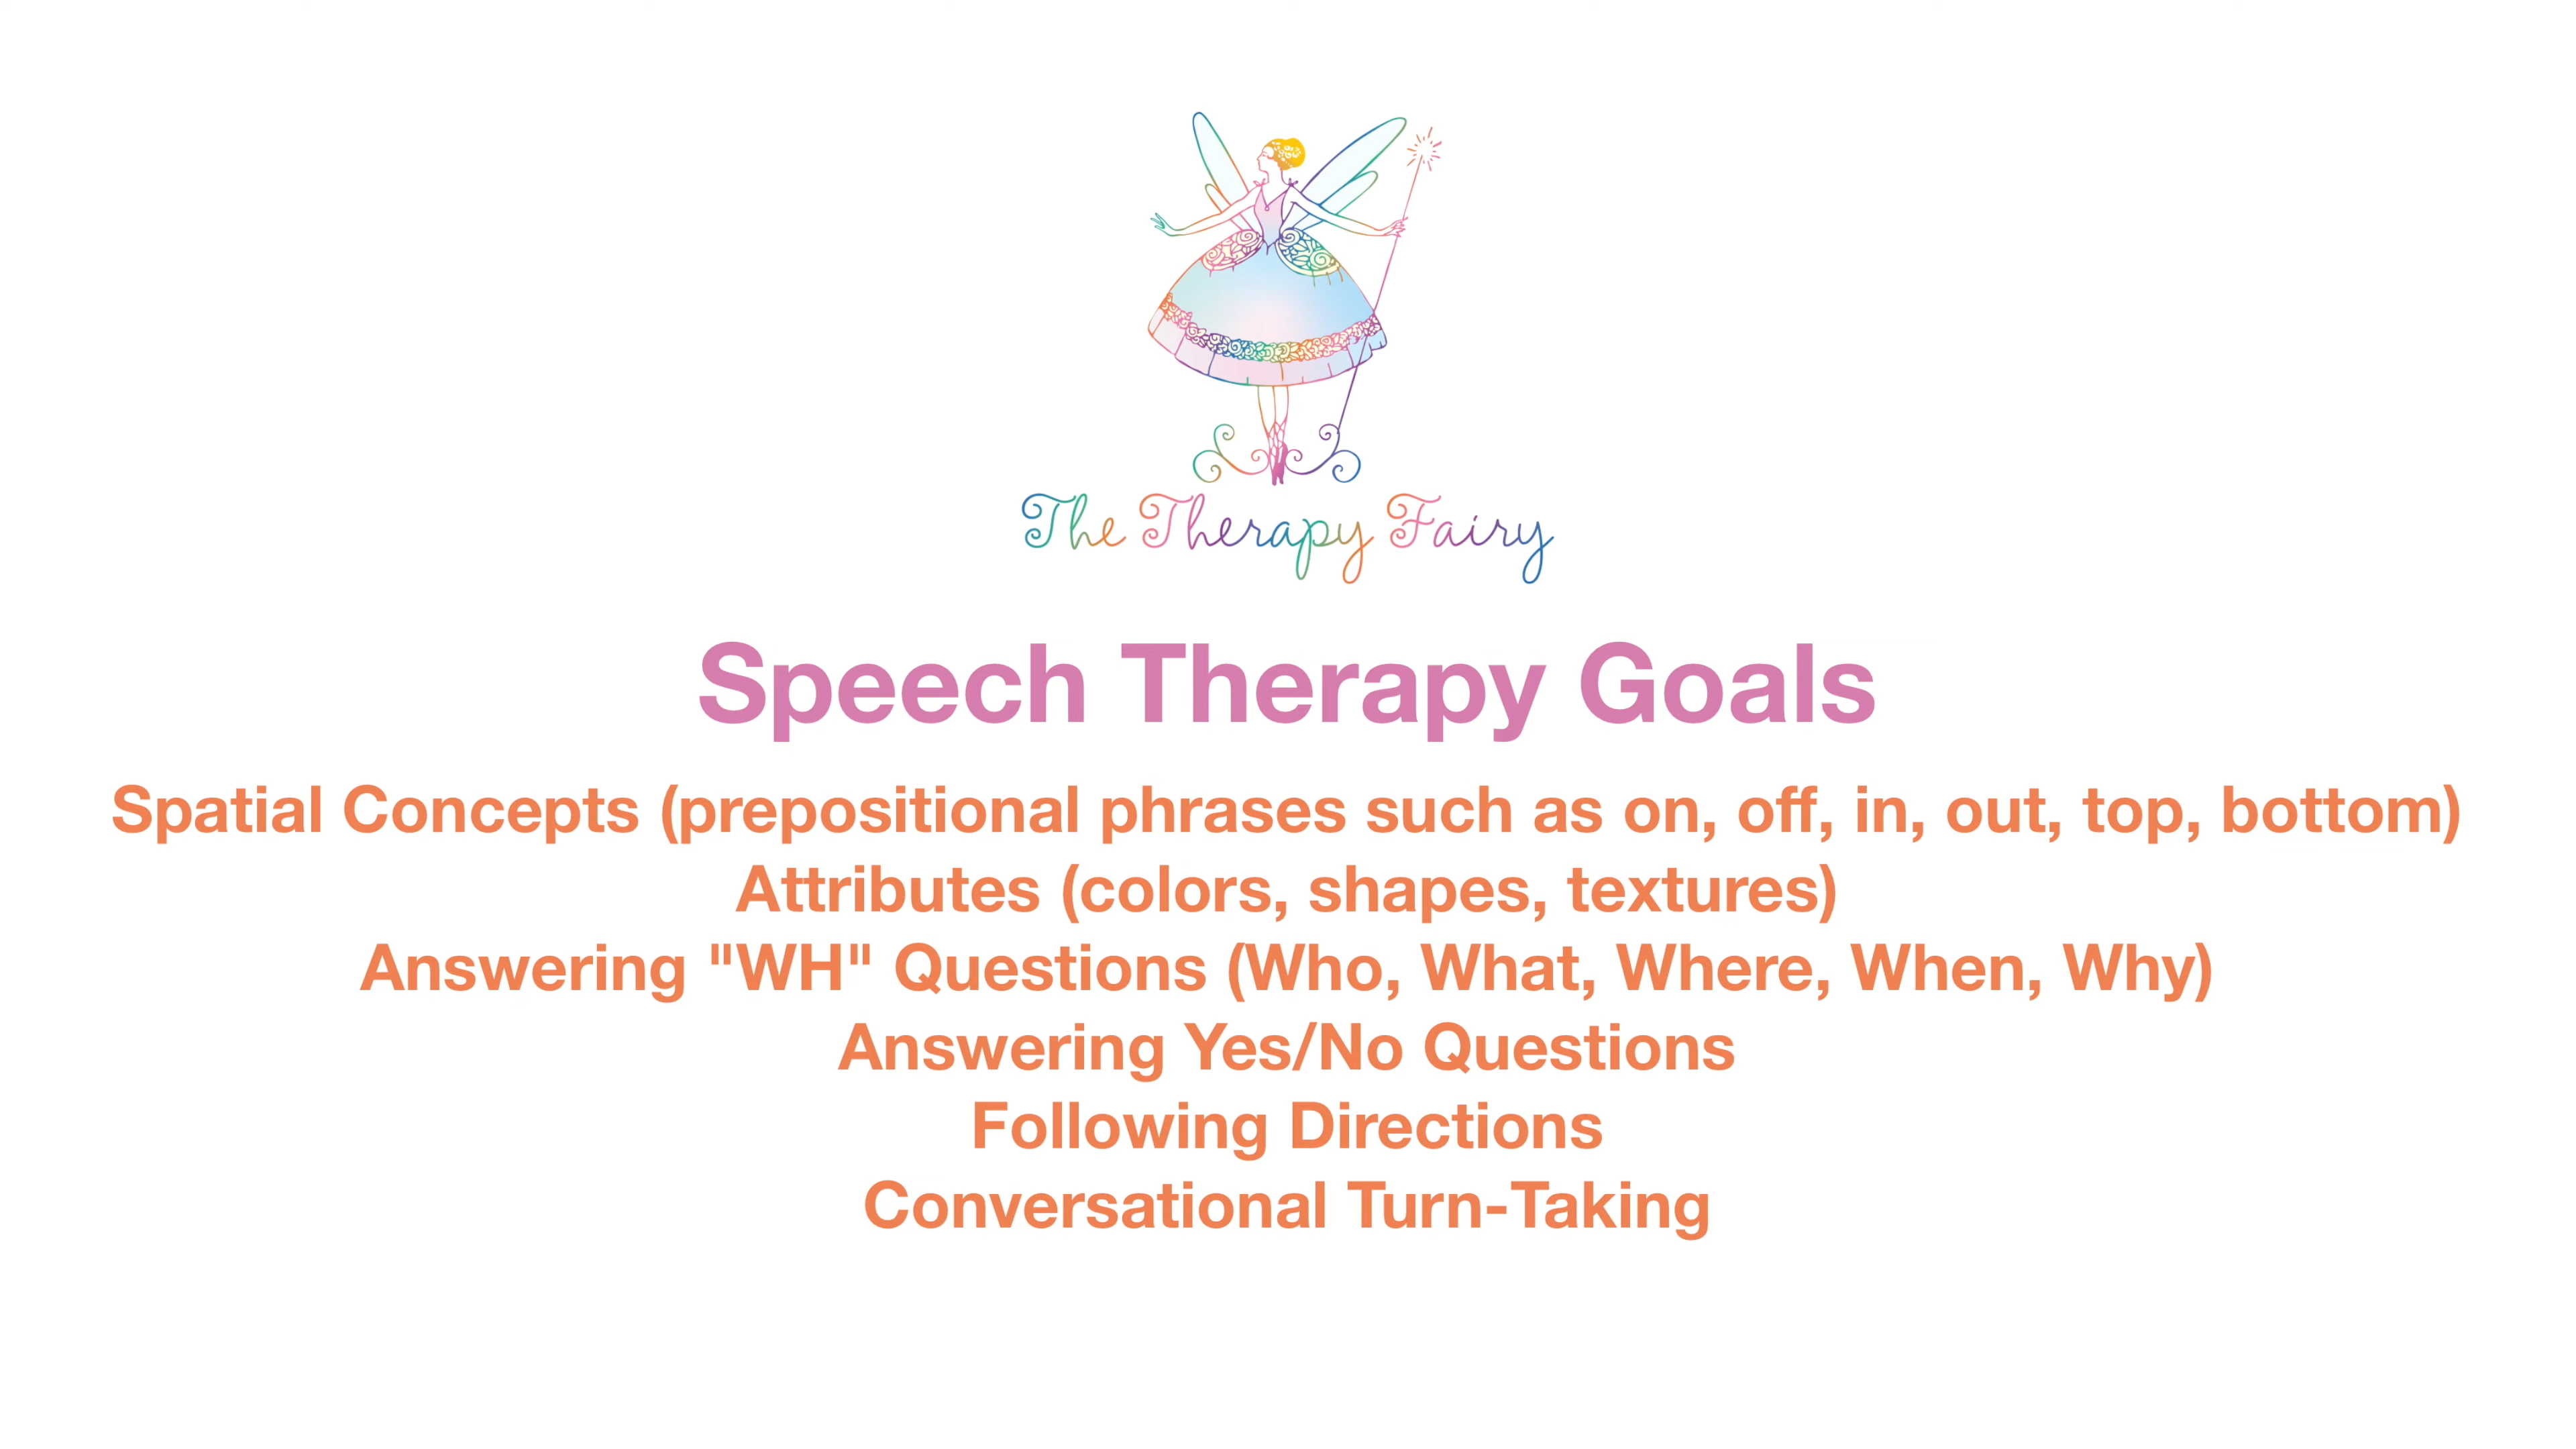 The Therapy Fairy
Speech Therapy Goals
Spatial Concepts (prepositional phrases such as on, off, in, out, top, bottom)
Attributes (colors, shapes, textures)
Answering "WH" Questions (Who, What, Where, When, Why)
Answering Yes/No Questions
Following Directions
Conversational Turn-Taking